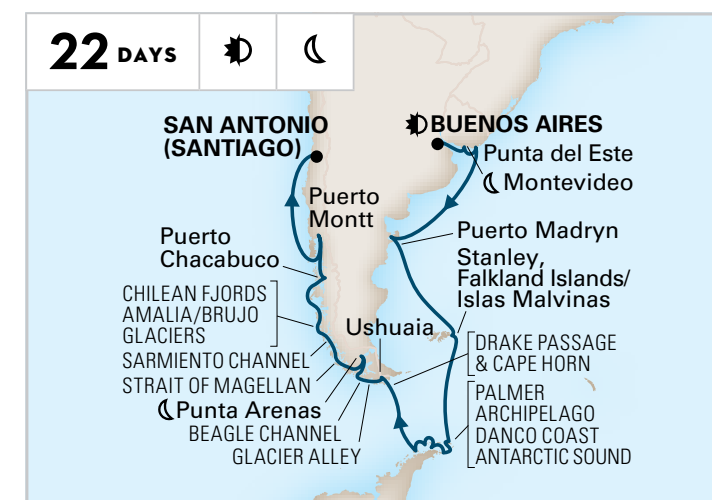 22 DAYS
SAN ANTONIO
(SANTIAGO)
BUENOS AIRES
Punta del Este
Montevideo
Puerto
Montt
Puerto Madryn
Puerto
Chacabuco
Stanley,
Falkland Islands/
Islas Malvinas
CHILEAN FJORDS
AMALIA/BRUJO
GLACIERS
Ushuaia
DRAKE PASSAGE
& CAPE HORN
SARMIENTO CHANNEL
STRAIT OF MAGELLAN
Punta Arenas
BEAGLE CHANNEL
GLACIER ALLEY
PALMER
ARCHIPELAGO
DANCO COAST
ANTARCTIC SOUND